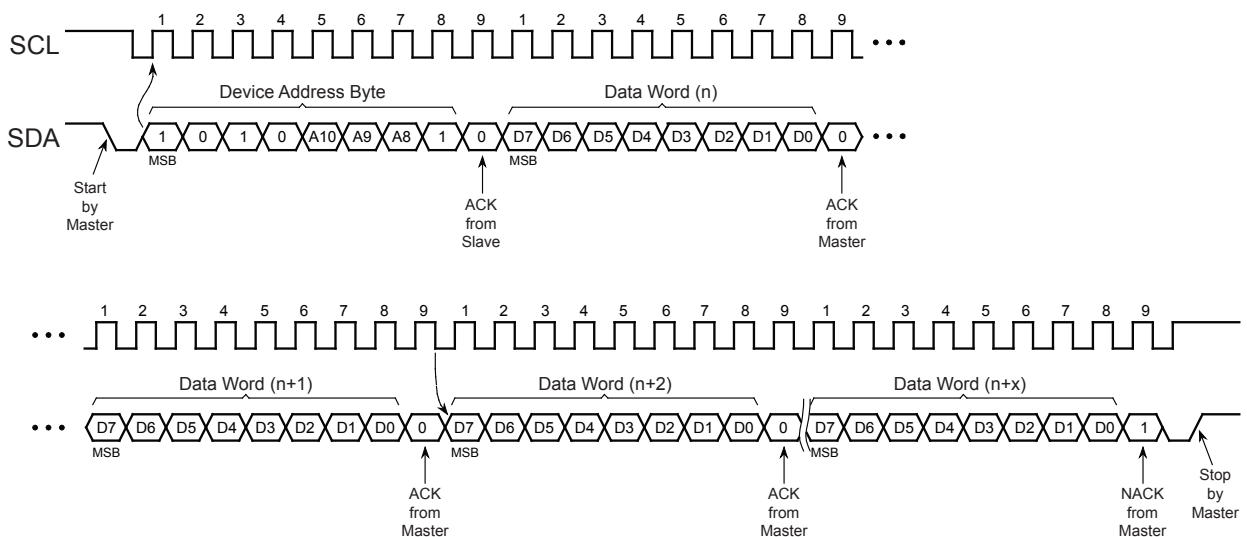 1 2 3 4 5 6 7 8 9 1 2 3 4 5 6 7 8 9
SCL
Device Address Byte Data Word (n)
SDA 1 0 1 0 A10 A9 A8 1 0 D7 D6 D5 D4 D3 D2 D1 D0 0
MSB MSB
Start
by
Master
ACK
from
Slave
ACK
from
Master
1 2 3 4 5 6 7 8 9 1 2 3 4 5 6 7 8 9 1 2 3 4 5 6 7 8 9
Data Word (n+1) Data Word (n+2) Data Word (n+x)
D7 D6 D5 D4 D3 D2 D1 D0 0 D7 D6 D5 D4 D3 D2 D1 D0 0 D7 D6 D5 D4 D3 D2 D1 D0 1
MSB MSB MSB
ACK
from
Master
ACK
from
Master
NACK
from
Master
Stop
by
Master